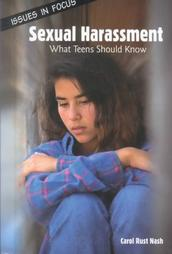 ISSUES IN FOCUS
Sexual Harassment
What Teens Should Know
Carol Rust Nash